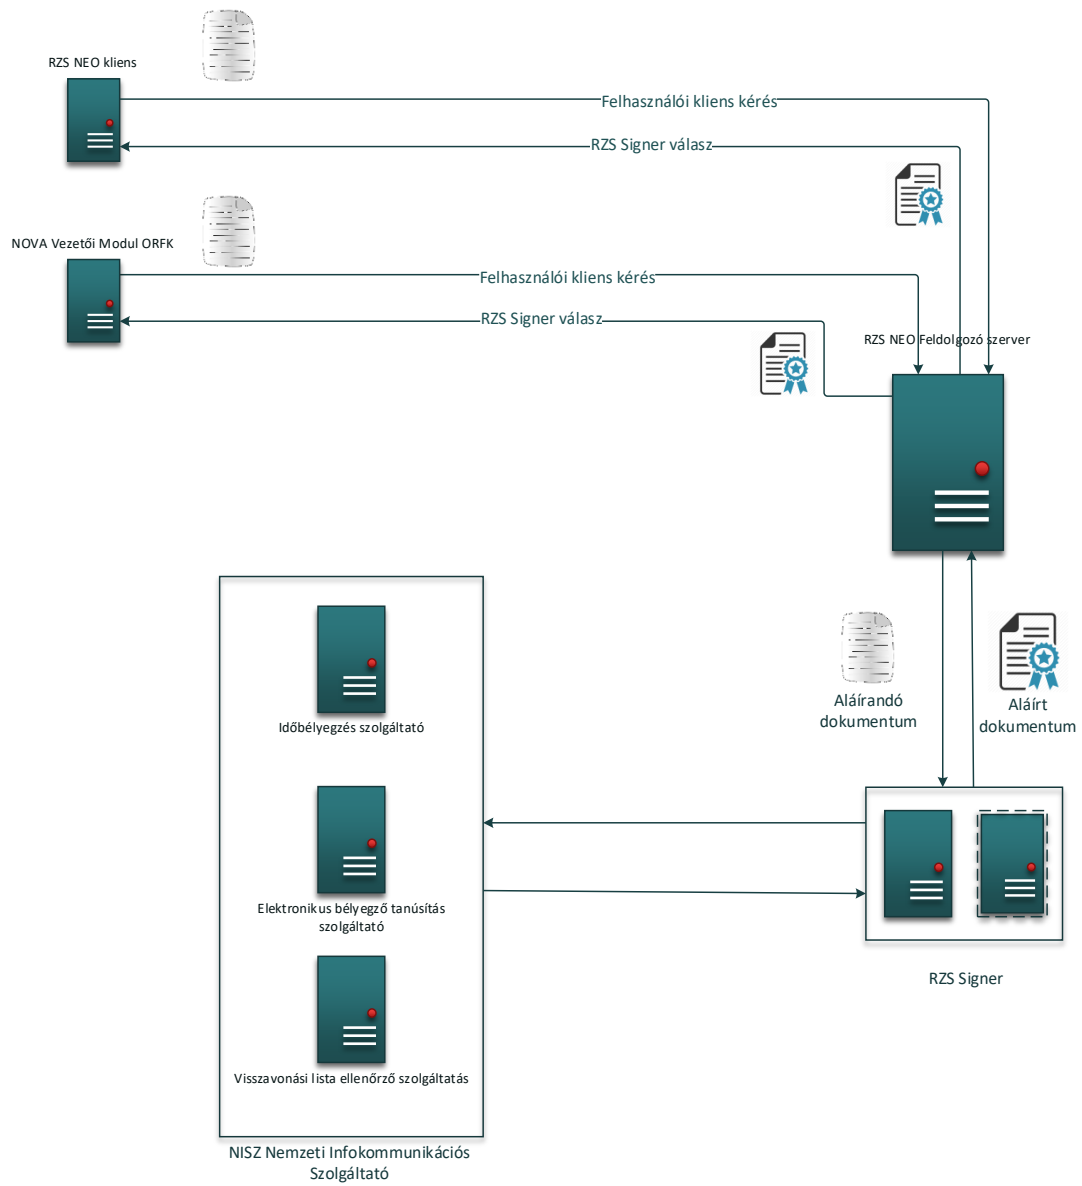 RZS NEO kliens
Felhasználói kliens kérés
RZS Signer válasz
NOVA Vezetői Modul ORFK
Felhasználói kliens kérés
RZS Signer válasz
RZS NEO Feldolgozó szerver
Aláírandó
dokumentum
Aláírt
dokumentum
Időbélyegzés szolgáltató
Elektronikus bélyegző tanúsítás
szolgáltató
Visszavonási lista ellenőrző szolgáltatás
RZS Signer
NISZ Nemzeti Infokommunikációs
Szolgáltató